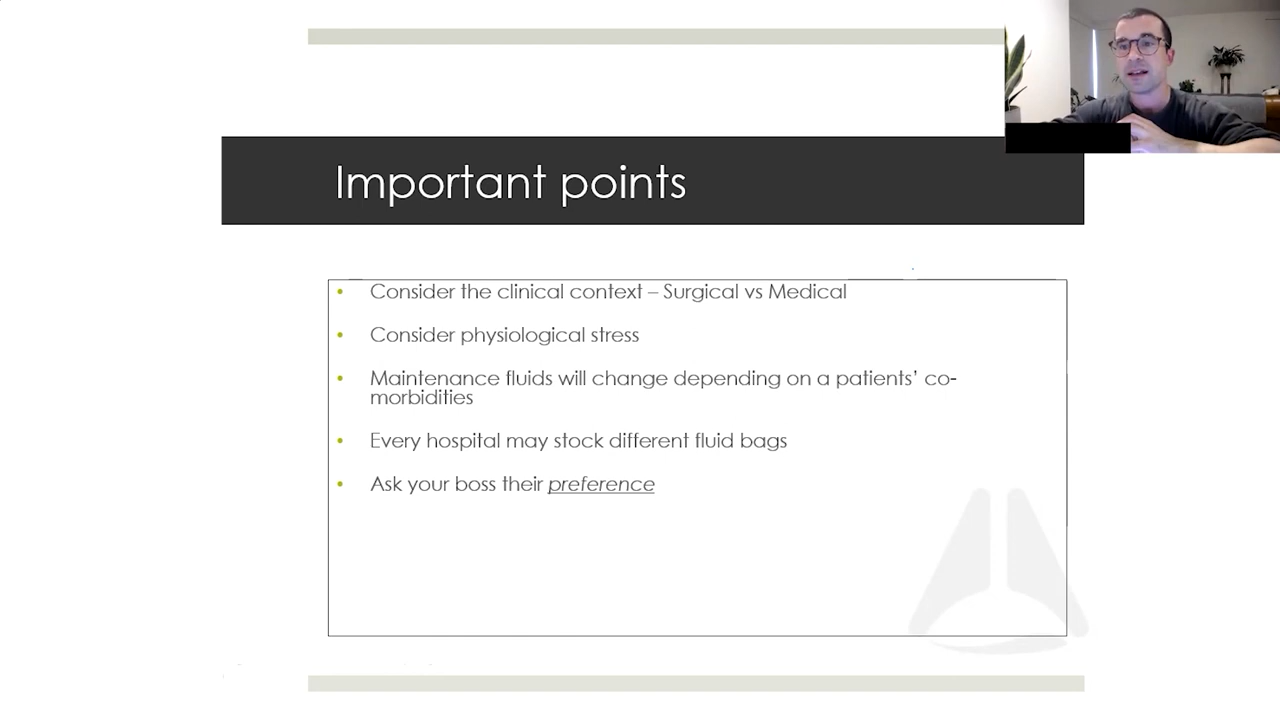 Important points
• Consider the clinical context – Surgical vs Medical
• Consider physiological stress
• Maintenance fluids will change depending on a patients’ co-
morbidities
• Every hospital may stock different fluid bags
• Ask your boss their preference